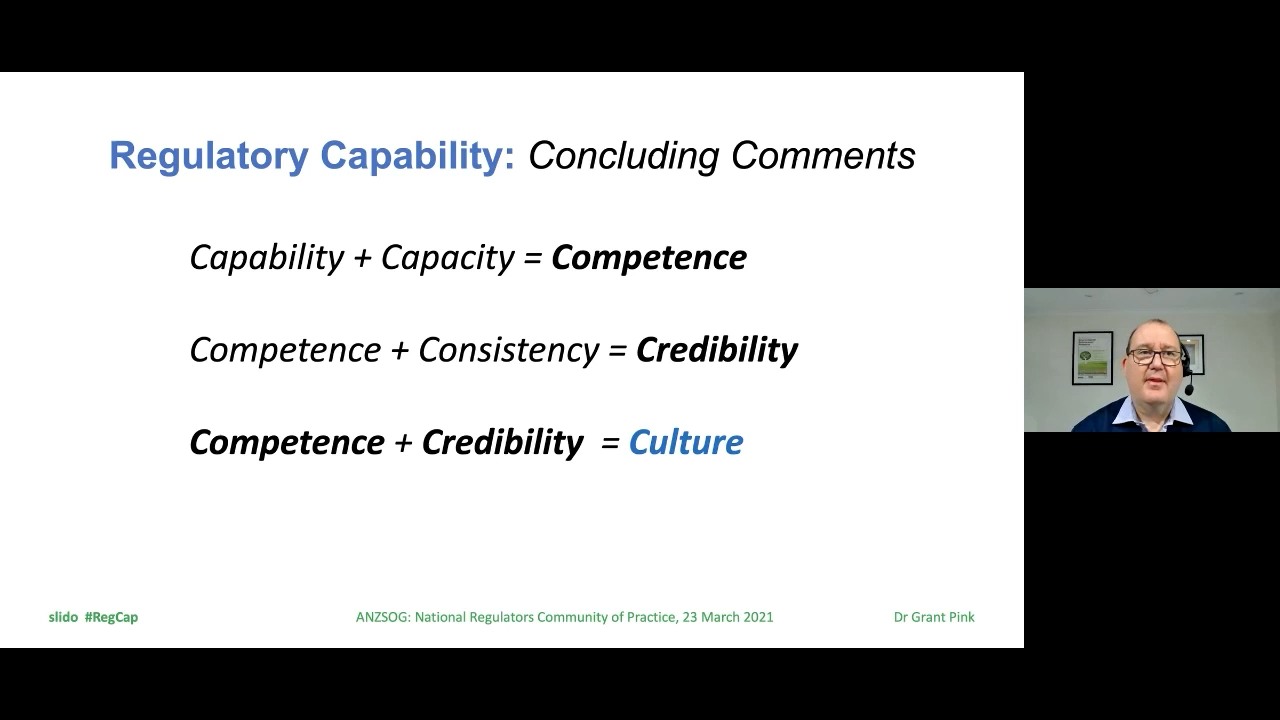 Regulatory Capability: Concluding Comments
Capability + Capacity = Competence
Competence + Consistency = Credibility
Competence + Credibility = Culture
slido #RegCap
ANZSOG: National Regulators Community of Practice, 23 March 2021
Dr Grant Pink